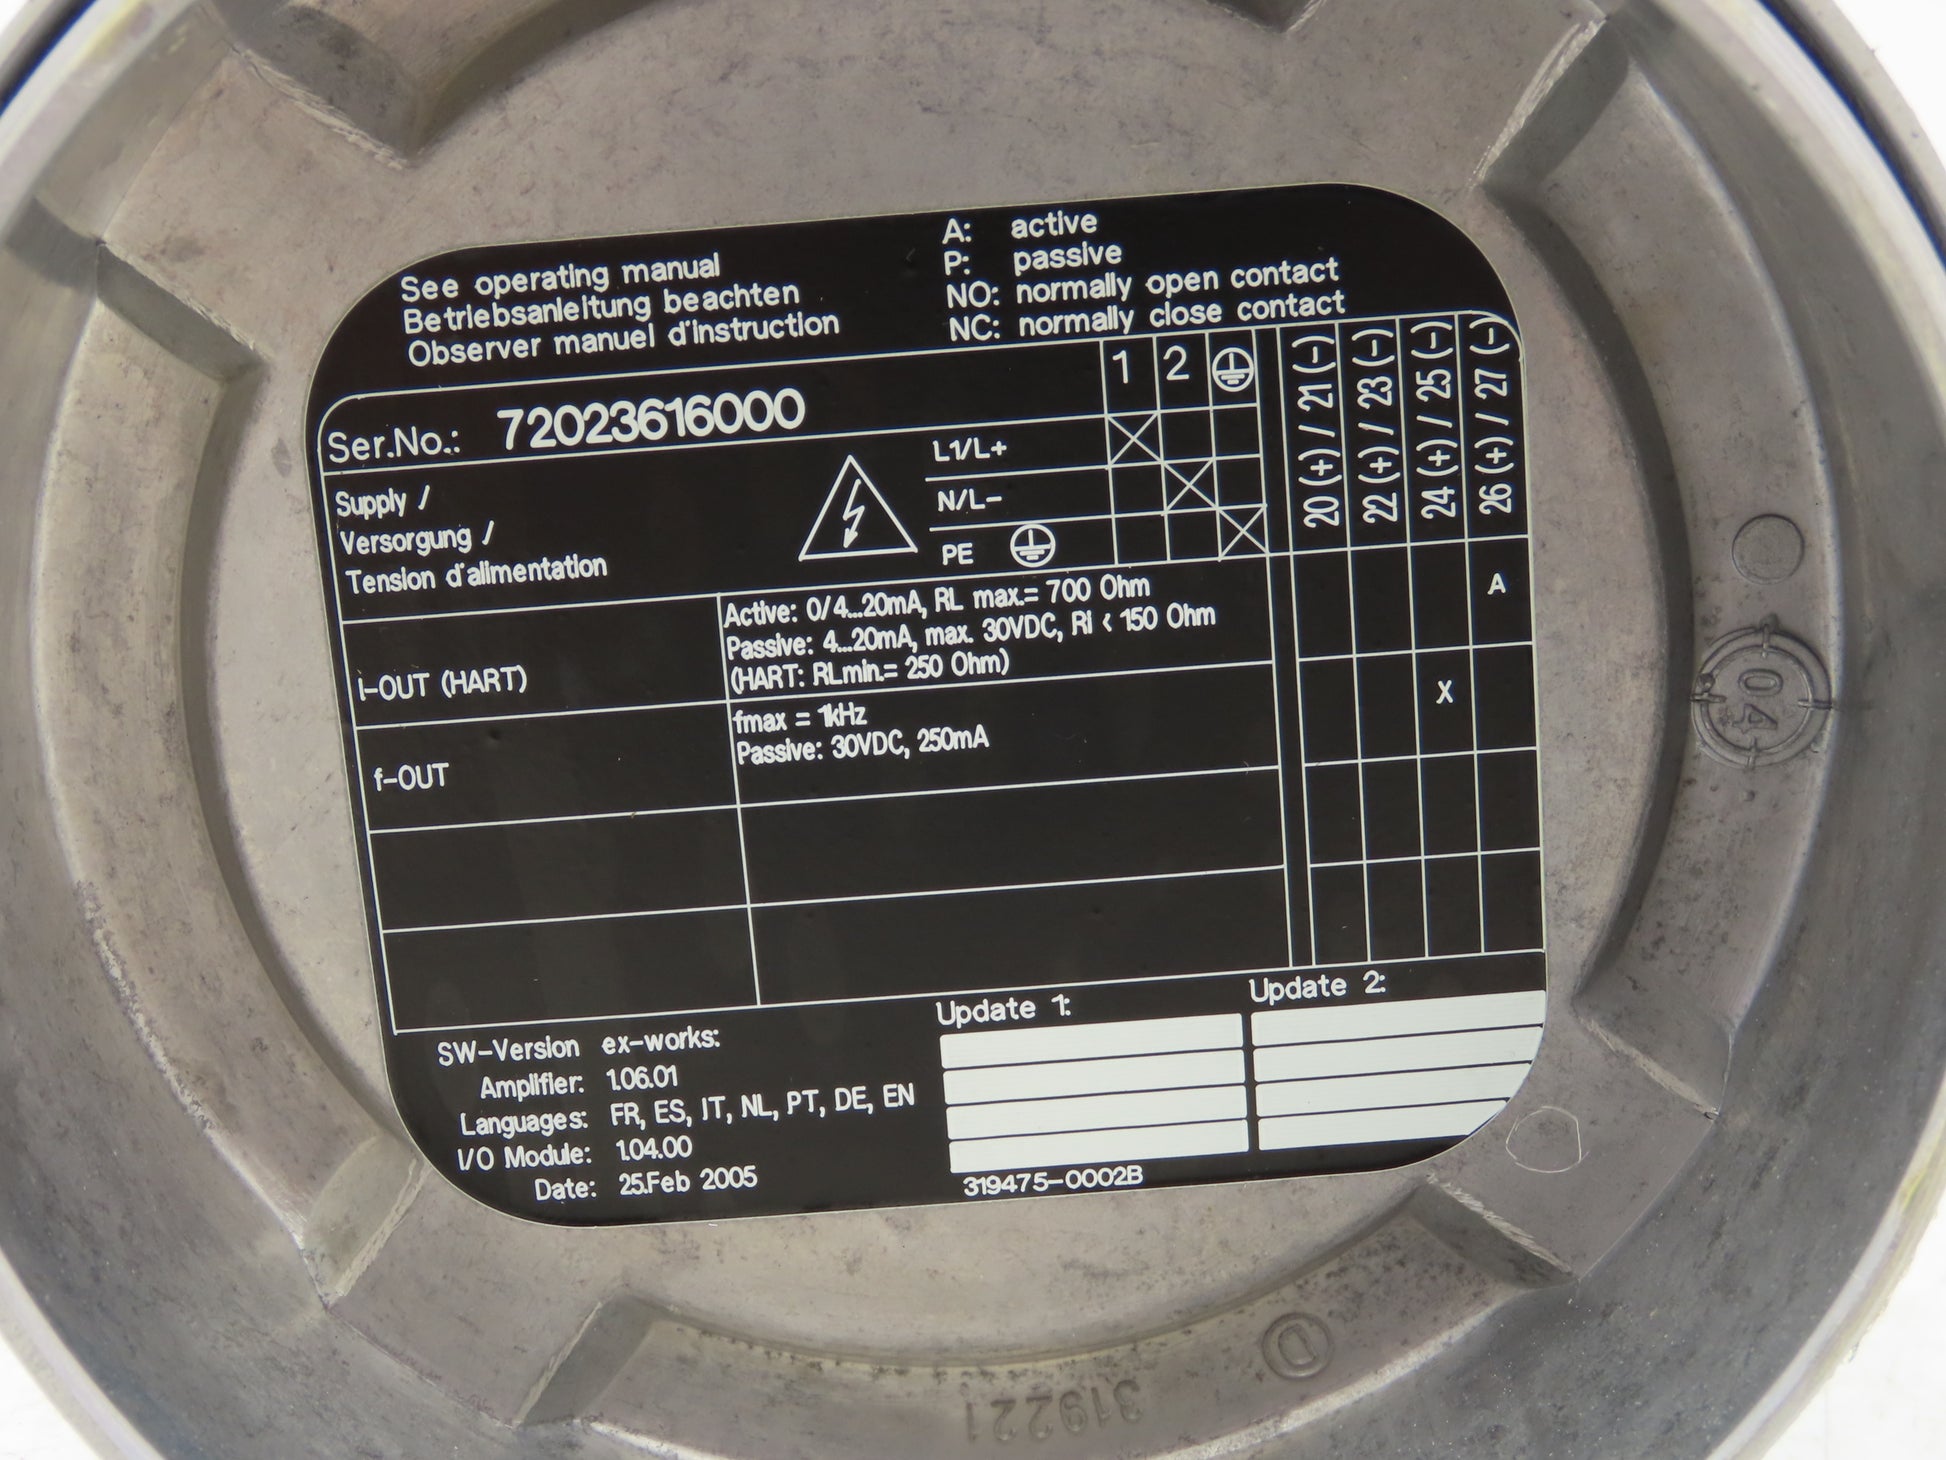 See operating manual
Betriebsanleitung beachten
Observer manuel d'instruction
A: active
P: passive
NO: normally open contact
NC: normally close contact
Ser.No.: 72023616000
1 2
20 (+) / 21 (-)
22 (+) / 23 (-)
24 (+) / 25 (-)
26 (+) / 27 (-)
Supply /
Versorgung /
Tension d'alimentation
L1/L+
N/L-
PE
i-OUT (HART)
Active: 0/4...20mA, RL max.= 700 Ohm
Passive: 4...20mA, max. 30VDC, Ri < 150 Ohm
(HART: RLmin.= 250 Ohm)
A
f-OUT
fmax = 1kHz
Passive: 30VDC, 250mA
X
SW-Version ex-works:
Amplifier: 1.06.01
Languages: FR, ES, IT, NL, PT, DE, EN
I/O Module: 1.04.00
Date: 25.Feb 2005
Update 1:
Update 2:
319475-0002B
04
D
319221